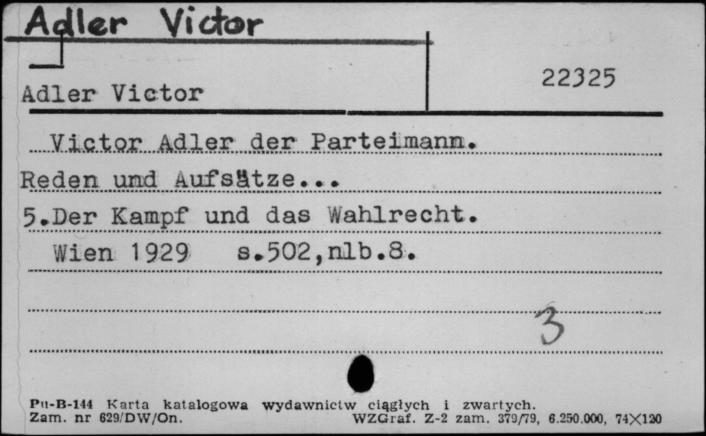 Adler Victor
22325
Adler Victor
Victor Adler der Parteimann.
Reden und Aufsätze...
5.Der Kampf und das Wahlrecht.
Wien 1929 s.502,nlb.8.
3
Pu-B-144 Karta katalogowa wydawnictw ciągłych i zwartych.
Zam. nr 629/DW/On. WZGraf. Z-2 zam. 379/79, 6.250.000, 74X120